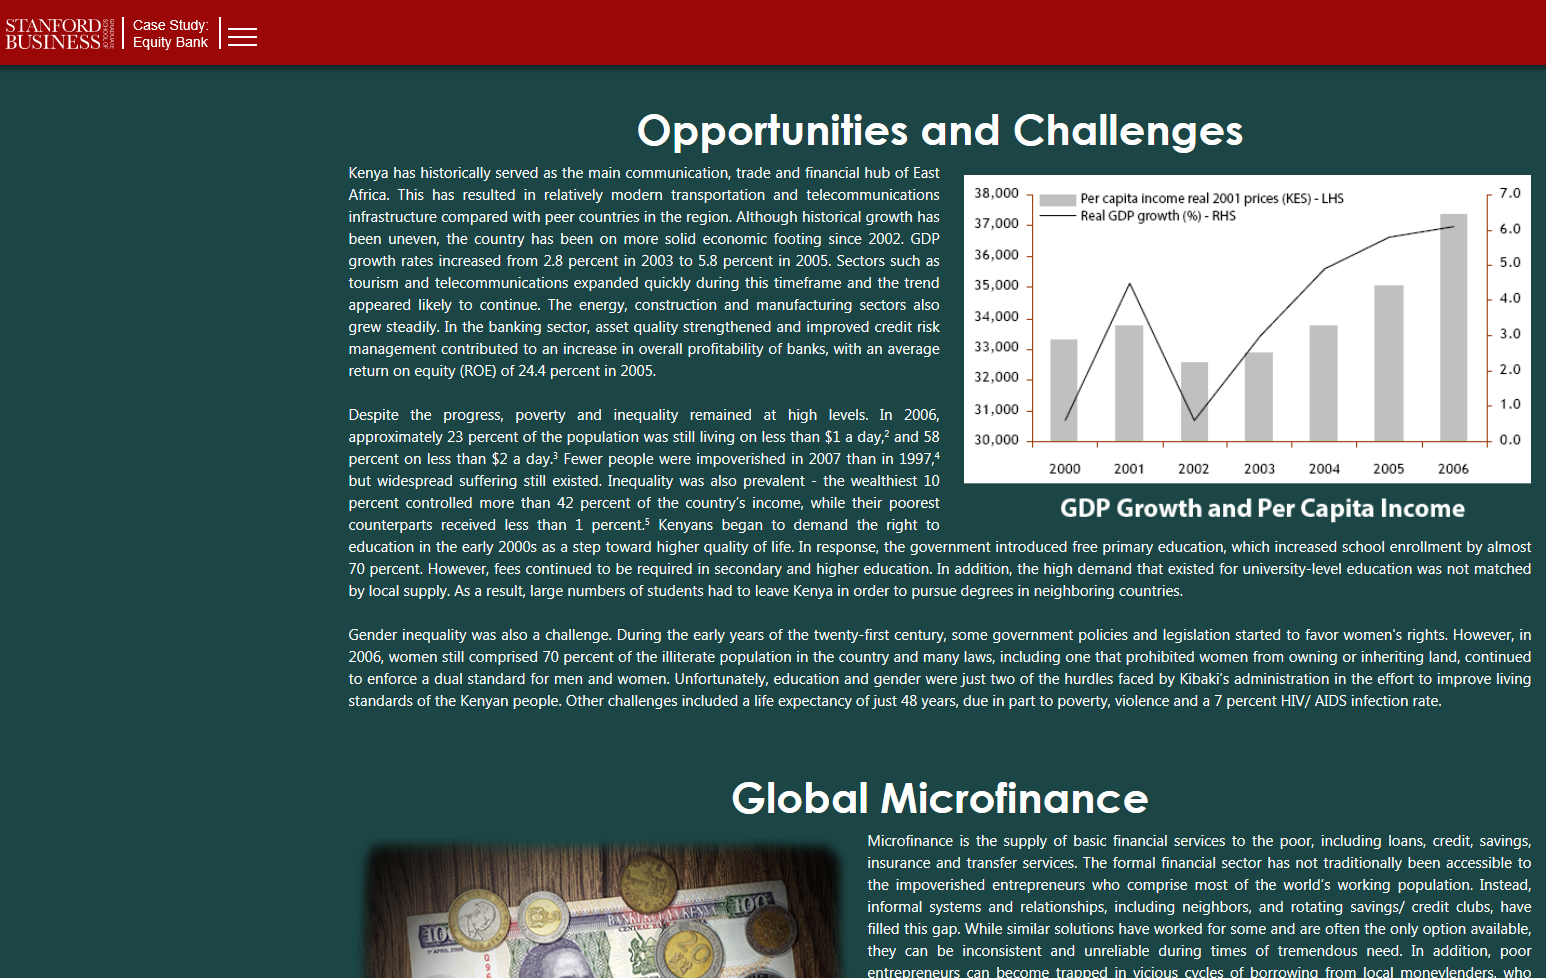 STANFORD
BUSINESS
GRADUATE
SCHOOL OF
Case Study:
Equity Bank
Opportunities and Challenges
Kenya has historically served as the main communication, trade and financial hub of East
Africa. This has resulted in relatively modern transportation and telecommunications
infrastructure compared with peer countries in the region. Although historical growth has
been uneven, the country has been on more solid economic footing since 2002. GDP
growth rates increased from 2.8 percent in 2003 to 5.8 percent in 2005. Sectors such as
tourism and telecommunications expanded quickly during this timeframe and the trend
appeared likely to continue. The energy, construction and manufacturing sectors also
grew steadily. In the banking sector, asset quality strengthened and improved credit risk
management contributed to an increase in overall profitability of banks, with an average
return on equity (ROE) of 24.4 percent in 2005.
Despite the progress, poverty and inequality remained at high levels. In 2006,
approximately 23 percent of the population was still living on less than $1 a day,² and 58
percent on less than $2 a day.³ Fewer people were impoverished in 2007 than in 1997,⁴
but widespread suffering still existed. Inequality was also prevalent - the wealthiest 10
percent controlled more than 42 percent of the country's income, while their poorest
counterparts received less than 1 percent.⁵ Kenyans began to demand the right to
education in the early 2000s as a step toward higher quality of life. In response, the government introduced free primary education, which increased school enrollment by almost
70 percent. However, fees continued to be required in secondary and higher education. In addition, the high demand that existed for university-level education was not matched
by local supply. As a result, large numbers of students had to leave Kenya in order to pursue degrees in neighboring countries.
Per capita income real 2001 prices (KES) - LHS
Real GDP growth (%) - RHS
38,000
37,000
36,000
35,000
34,000
33,000
32,000
31,000
30,000
7.0
6.0
5.0
4.0
3.0
2.0
1.0
0.0
2000 2001 2002 2003 2004 2005 2006
GDP Growth and Per Capita Income
Gender inequality was also a challenge. During the early years of the twenty-first century, some government policies and legislation started to favor women's rights. However, in
2006, women still comprised 70 percent of the illiterate population in the country and many laws, including one that prohibited women from owning or inheriting land, continued
to enforce a dual standard for men and women. Unfortunately, education and gender were just two of the hurdles faced by Kibaki's administration in the effort to improve living
standards of the Kenyan people. Other challenges included a life expectancy of just 48 years, due in part to poverty, violence and a 7 percent HIV/ AIDS infection rate.
Global Microfinance
Microfinance is the supply of basic financial services to the poor, including loans, credit, savings,
insurance and transfer services. The formal financial sector has not traditionally been accessible to
the impoverished entrepreneurs who comprise most of the world's working population. Instead,
informal systems and relationships, including neighbors, and rotating savings/ credit clubs, have
filled this gap. While similar solutions have worked for some and are often the only option available,
they can be inconsistent and unreliable during times of tremendous need. In addition, poor
entrepreneurs can become trapped in vicious cycles of borrowing from local moneylenders, who
100